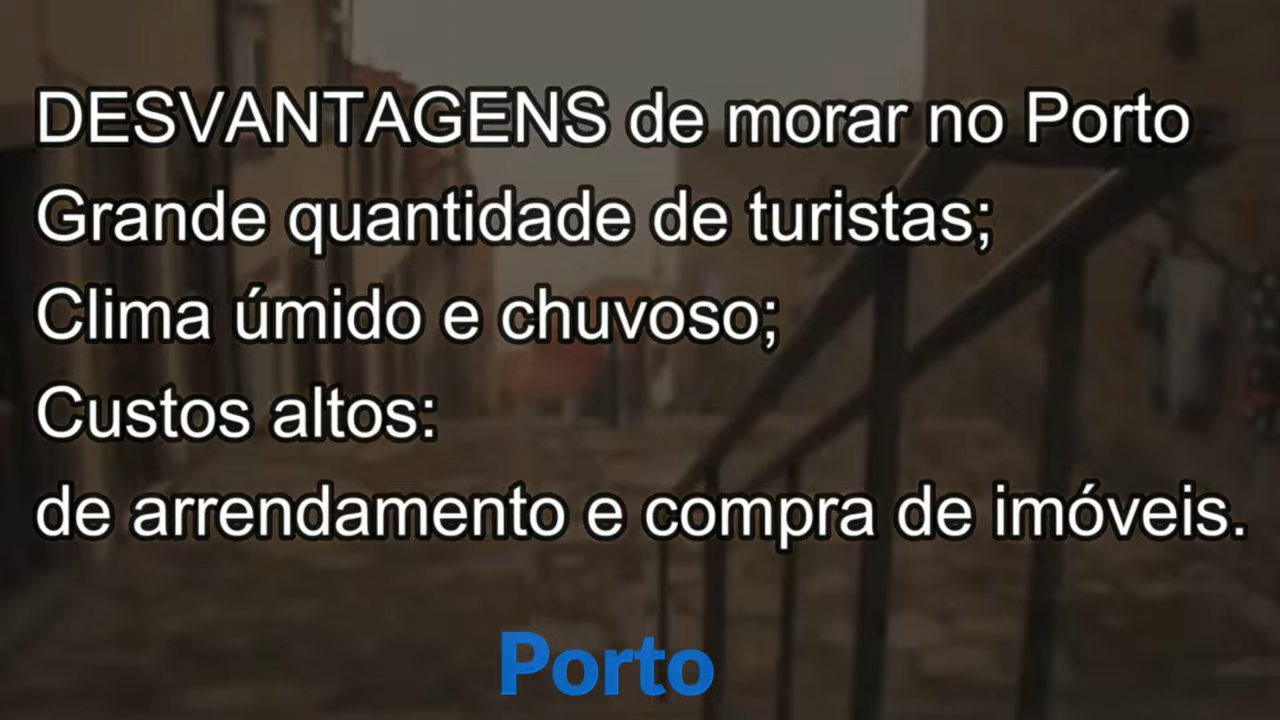 DESVANTAGENS de morar no Porto
Grande quantidade de turistas;
Clima úmido e chuvoso;
Custos altos:
de arrendamento e compra de imóveis.
Porto